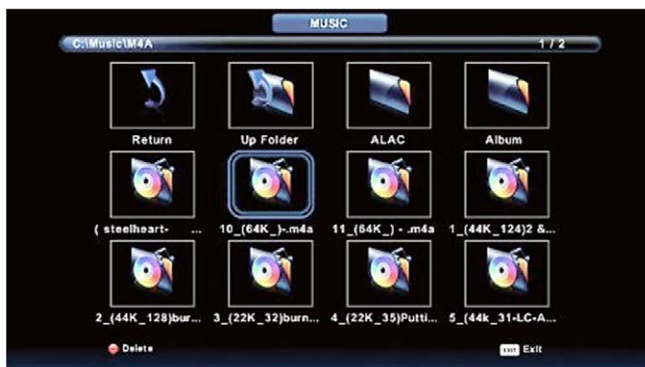 MUSIC
C:\Music\M4A 1 / 2
Return Up Folder ALAC Album
( steelheart- ... 10_(64K_)-.m4a 11_(64K_) - .m4a 1_(44K_124)2 &...
2_(44K_128)bur... 3_(22K_32)burn... 4_(22K_35)Putti... 5_(44k_31-LC-A...
Delete EXIT Exit